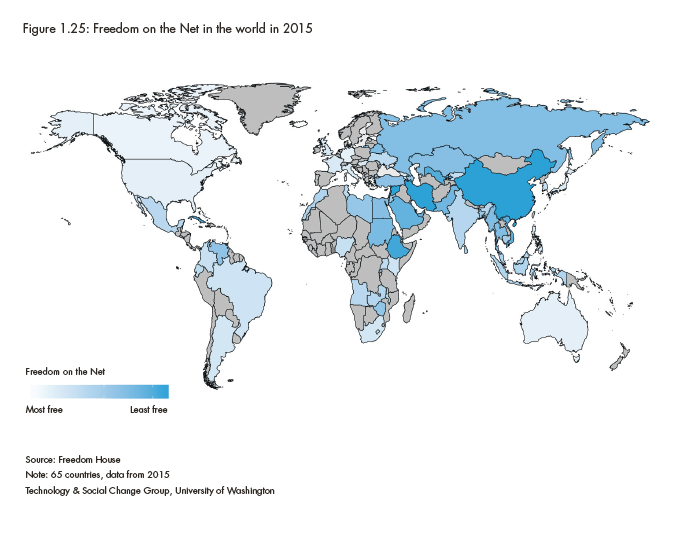 Figure 1.25: Freedom on the Net in the world in 2015
Freedom on the Net
Most free
Least free
Source: Freedom House
Note: 65 countries, data from 2015
Technology & Social Change Group, University of Washington